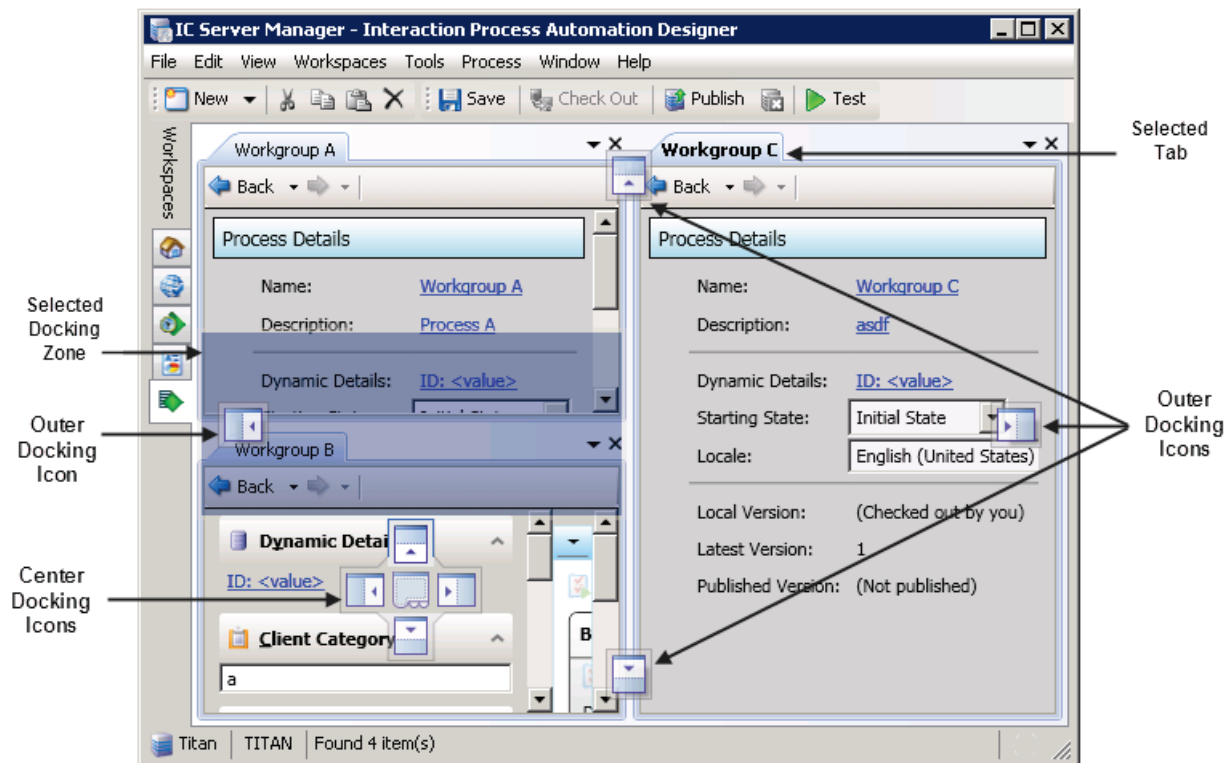 IC Server Manager - Interaction Process Automation Designer
File Edit View Workspaces Tools Process Window Help
New Save Check Out Publish Test
Workspaces
Workgroup A
Back
Process Details
Name: Workgroup A
Description: Process A
Dynamic Details: ID: <value>
Workgroup B
Back
Dynamic Detai
ID: <value>
Client Category
a
B
Workgroup C
Back
Process Details
Name: Workgroup C
Description: asdf
Dynamic Details: ID: <value>
Starting State: Initial State
Locale: English (United States)
Local Version: (Checked out by you)
Latest Version: 1
Published Version: (Not published)
Titan TITAN Found 4 item(s)
Selected
Docking
Zone
Outer
Docking
Icon
Center
Docking
Icons
Selected
Tab
Outer
Docking
Icons